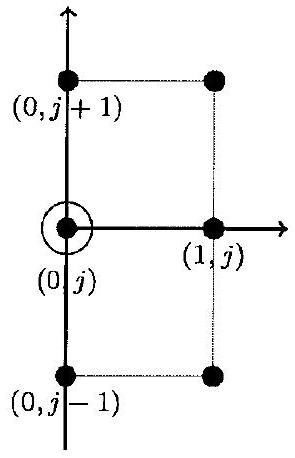 (0, j + 1)
(1, j)
(0, j)
(0, j − 1)